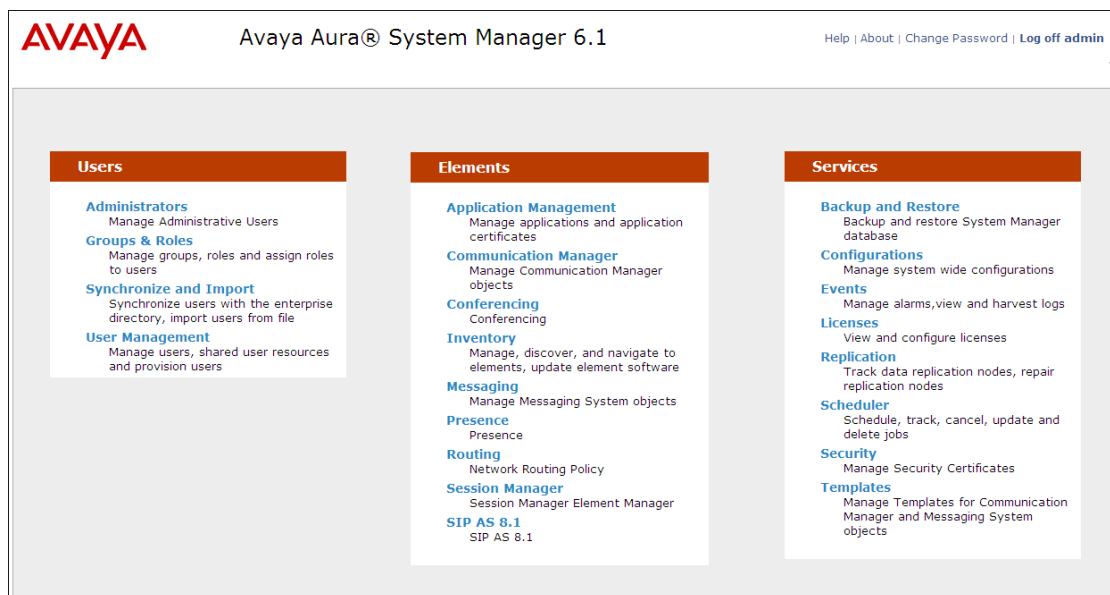 AVAYA
Avaya Aura® System Manager 6.1
Help | About | Change Password | Log off admin
Users
Administrators
Manage Administrative Users
Groups & Roles
Manage groups, roles and assign roles
to users
Synchronize and Import
Synchronize users with the enterprise
directory, import users from file
User Management
Manage users, shared user resources
and provision users
Elements
Application Management
Manage applications and application
certificates
Communication Manager
Manage Communication Manager
objects
Conferencing
Conferencing
Inventory
Manage, discover, and navigate to
elements, update element software
Messaging
Manage Messaging System objects
Presence
Presence
Routing
Network Routing Policy
Session Manager
Session Manager Element Manager
SIP AS 8.1
SIP AS 8.1
Services
Backup and Restore
Backup and restore System Manager
database
Configurations
Manage system wide configurations
Events
Manage alarms,view and harvest logs
Licenses
View and configure licenses
Replication
Track data replication nodes, repair
replication nodes
Scheduler
Schedule, track, cancel, update and
delete jobs
Security
Manage Security Certificates
Templates
Manage Templates for Communication
Manager and Messaging System
objects